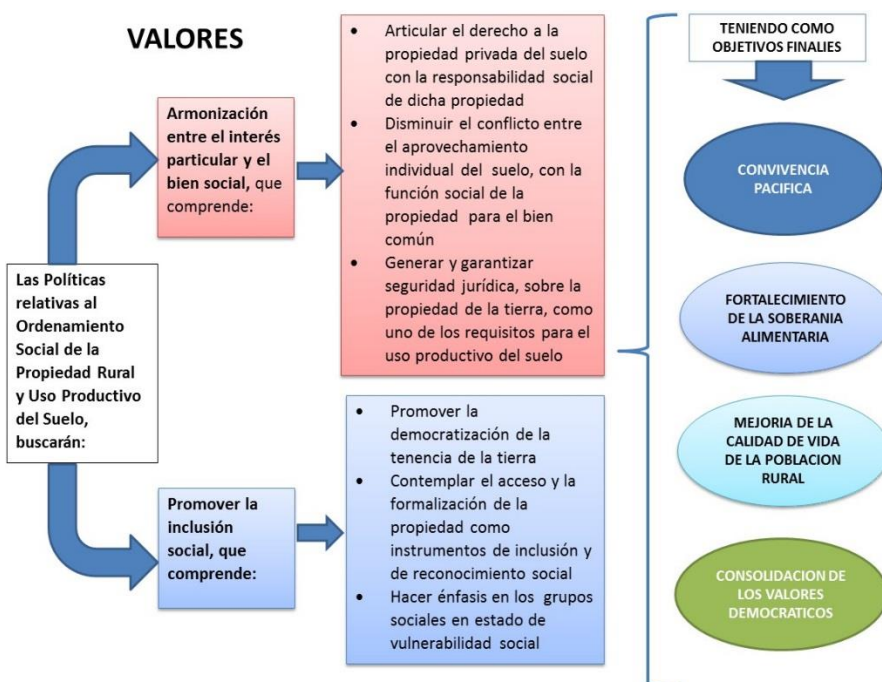 VALORES
Las Políticas
relativas al
Ordenamiento
Social de la
Propiedad Rural
y Uso Productivo
del Suelo,
buscarán:
Armonización
entre el interés
particular y el
bien social, que
comprende:
• Articular el derecho a la
propiedad privada del suelo
con la responsabilidad social
de dicha propiedad
• Disminuir el conflicto entre
el aprovechamiento
individual del suelo, con la
función social de la
propiedad para el bien
común
• Generar y garantizar
seguridad jurídica, sobre la
propiedad de la tierra, como
uno de los requisitos para el
uso productivo del suelo
Promover la
inclusión
social, que
comprende:
• Promover la
democratización de la
tenencia de la tierra
• Contemplar el acceso y la
formalización de la
propiedad como
instrumentos de inclusión y
de reconocimiento social
• Hacer énfasis en los grupos
sociales en estado de
vulnerabilidad social
TENIENDO COMO
OBJETIVOS FINALIES
CONVIVENCIA
PACIFICA
FORTALECIMIENTO
DE LA SOBERANIA
ALIMENTARIA
MEJORIA DE LA
CALIDAD DE VIDA
DE LA POBLACION
RURAL
CONSOLIDACION DE
LOS VALORES
DEMOCRATICOS